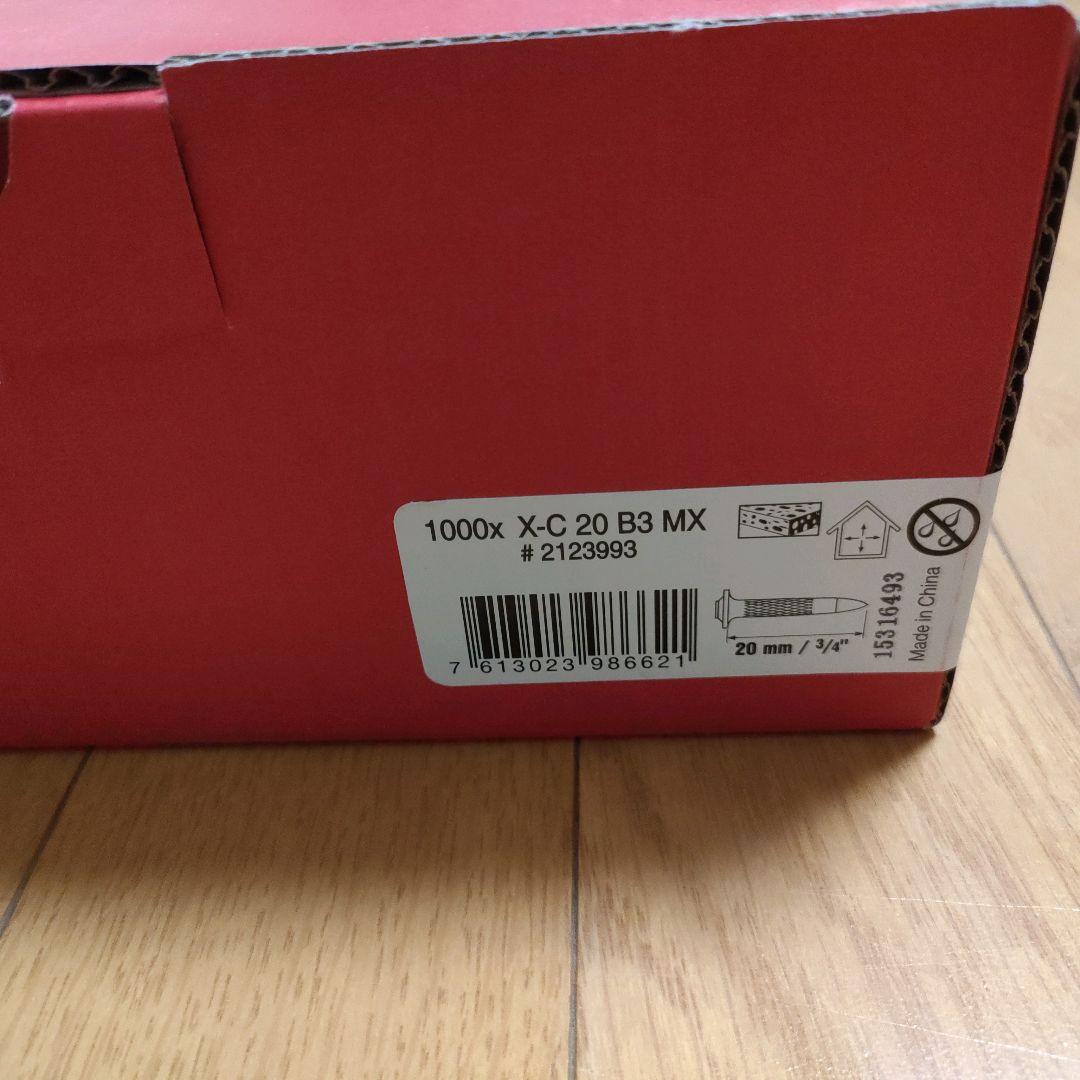 1000x X-C 20 B3 MX
# 2123993
7 613023 986621
20 mm / 3/4"
15316493
Made in China